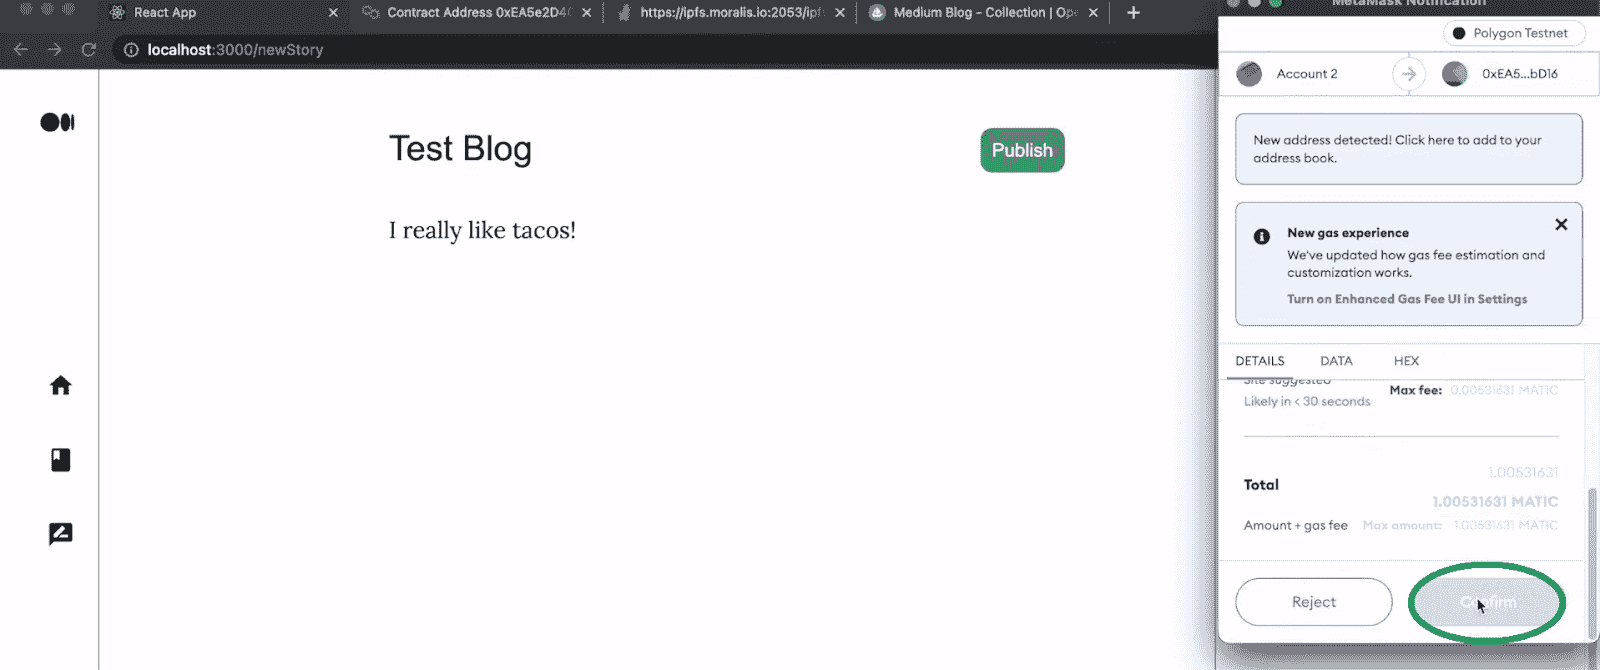 React App
Contract Address 0xEA5e2D4
https://ipfs.moralis.io:2053/ipf
Medium Blog - Collection | Ope
localhost:3000/newStory
Test Blog
Publish
I really like tacos!
MetaMask Notification
Polygon Testnet
Account 2
0xEA5...bD16
New address detected! Click here to add to your
address book.
New gas experience
We've updated how gas fee estimation and
customization works.
Turn on Enhanced Gas Fee UI in Settings
DETAILS DATA HEX
Site suggested
Max fee: 0.00531631 MATIC
Likely in < 30 seconds
1.00531631
Total
1.00531631 MATIC
Amount + gas fee Max amount: 1.00531631 MATIC
Reject
Confirm